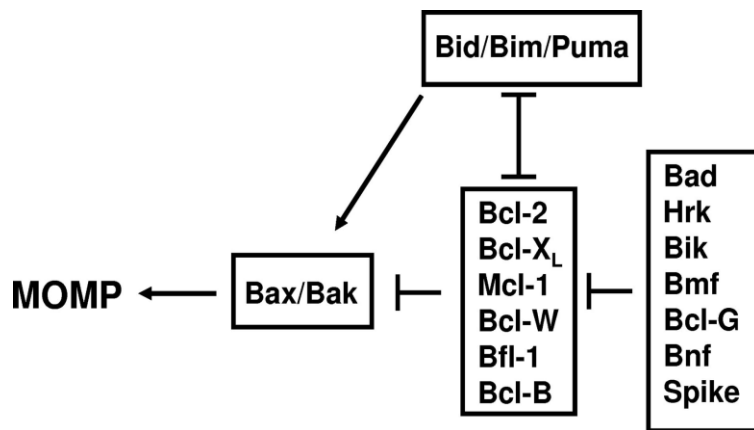 Bid/Bim/Puma
Bad
Hrk
Bik
Bmf
Bcl-G
Bnf
Spike
Bcl-2
Bcl-XL
Mcl-1
Bcl-W
Bfl-1
Bcl-B
MOMP
Bax/Bak